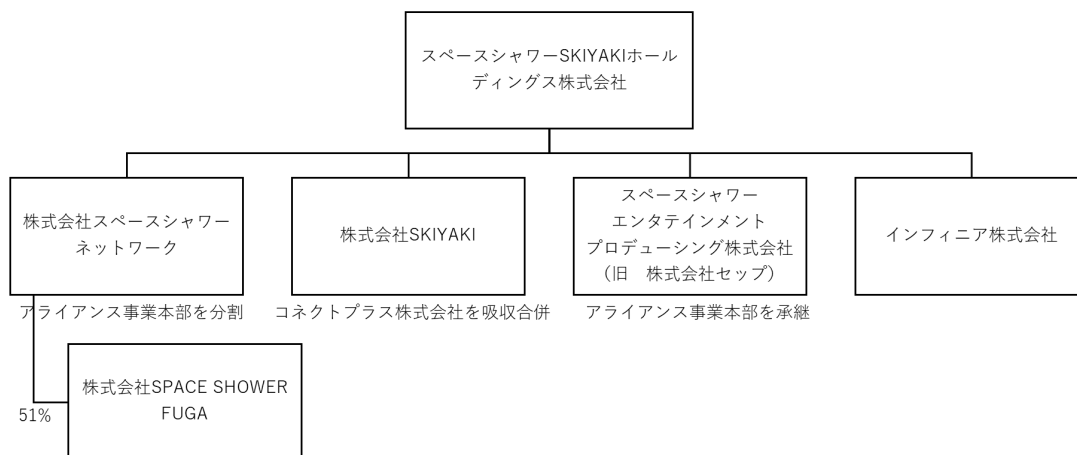 スペースシャワーSKIYAKIホール
ディングス株式会社
株式会社スペースシャワー
ネットワーク
株式会社SKIYAKI
スペースシャワー
エンタテインメント
プロデューシング株式会社
（旧　株式会社セップ）
インフィニア株式会社
アライアンス事業本部を分割
コネクトプラス株式会社を吸収合併
アライアンス事業本部を承継
51%
株式会社SPACE SHOWER
FUGA